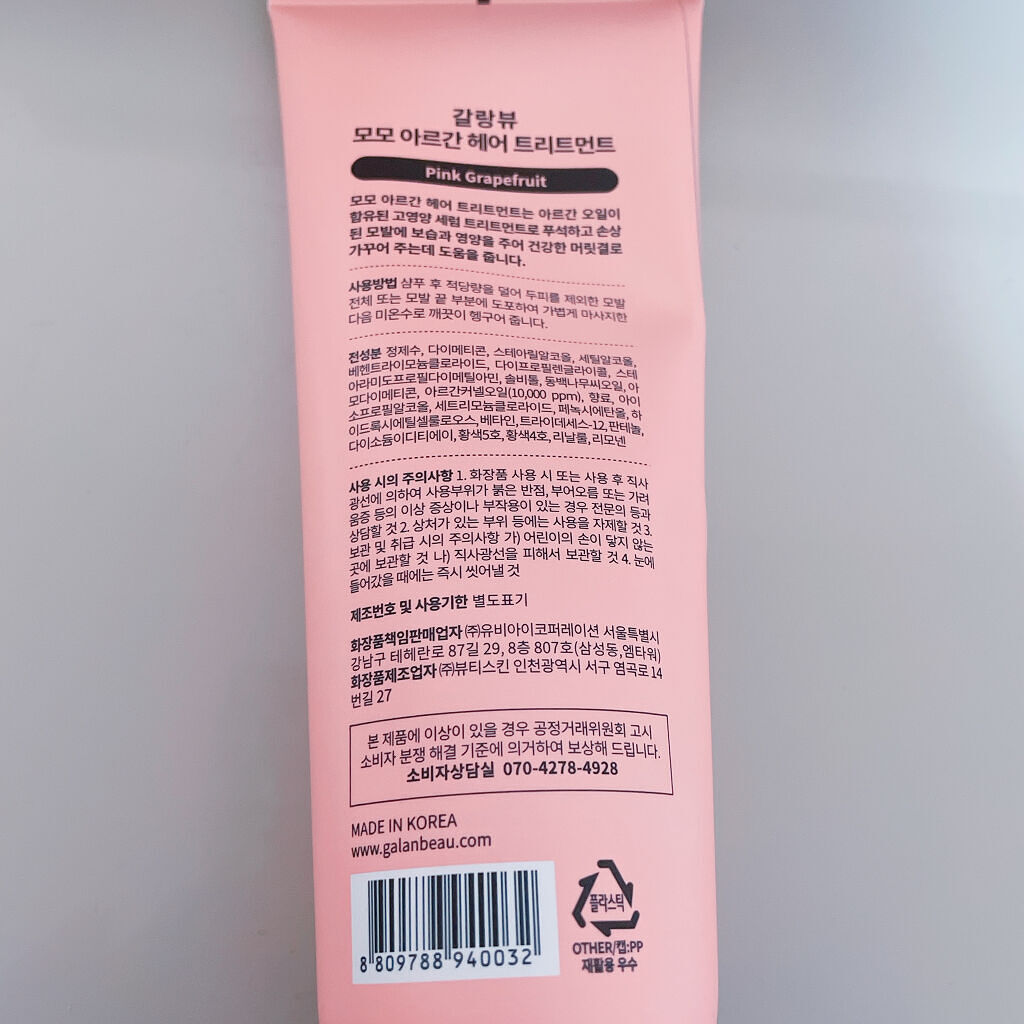 갈랑뷰
모모 아르간 헤어 트리트먼트
Pink Grapefruit
모모 아르간 헤어 트리트먼트는 아르간 오일이
함유된 고영양 세럼 트리트먼트로 푸석하고 손상
된 모발에 보습과 영양을 주어 건강한 머릿결로
가꾸어 주는데 도움을 줍니다.
사용방법 샴푸 후 적당량을 덜어 두피를 제외한 모발
전체 또는 모발 끝 부분에 도포하여 가볍게 마사지한
다음 미온수로 깨끗이 헹구어 줍니다.
전성분 정제수, 다이메티콘, 스테아릴알코올, 세틸알코올,
베헨트라이모늄클로라이드, 다이프로필렌글라이콜, 스테
아라미도프로필다이메틸아민, 솔비톨, 동백나무씨오일, 아
모다이메티콘, 아르간커넬오일(10,000 ppm), 향료, 아이
소프로필알코올, 세트리모늄클로라이드, 페녹시에탄올, 하
이드록시에틸셀룰로오스, 베타인, 트라이데세스-12, 판테놀,
다이소듐이디티에이, 황색5호, 황색4호, 리날룰, 리모넨
사용 시의 주의사항 1. 화장품 사용 시 또는 사용 후 직사
광선에 의하여 사용부위가 붉은 반점, 부어오름 또는 가려
움증 등의 이상 증상이나 부작용이 있는 경우 전문의 등과
상담할 것 2. 상처가 있는 부위 등에는 사용을 자제할 것 3.
보관 및 취급 시의 주의사항 가) 어린이의 손이 닿지 않는
곳에 보관할 것 나) 직사광선을 피해서 보관할 것 4. 눈에
들어갔을 때에는 즉시 씻어낼 것
제조번호 및 사용기한 별도표기
화장품책임판매업자 ㈜유비아이코퍼레이션 서울특별시
강남구 테헤란로 87길 29, 8층 807호(삼성동,엠타워)
화장품제조업자 ㈜뷰티스킨 인천광역시 서구 염곡로 14
번길 27
본 제품에 이상이 있을 경우 공정거래위원회 고시
소비자 분쟁 해결 기준에 의거하여 보상해 드립니다.
소비자상담실 070-4278-4928
MADE IN KOREA
www.galanbeau.com
8 809788 940032
플라스틱
OTHER/캡:PP
재활용 우수